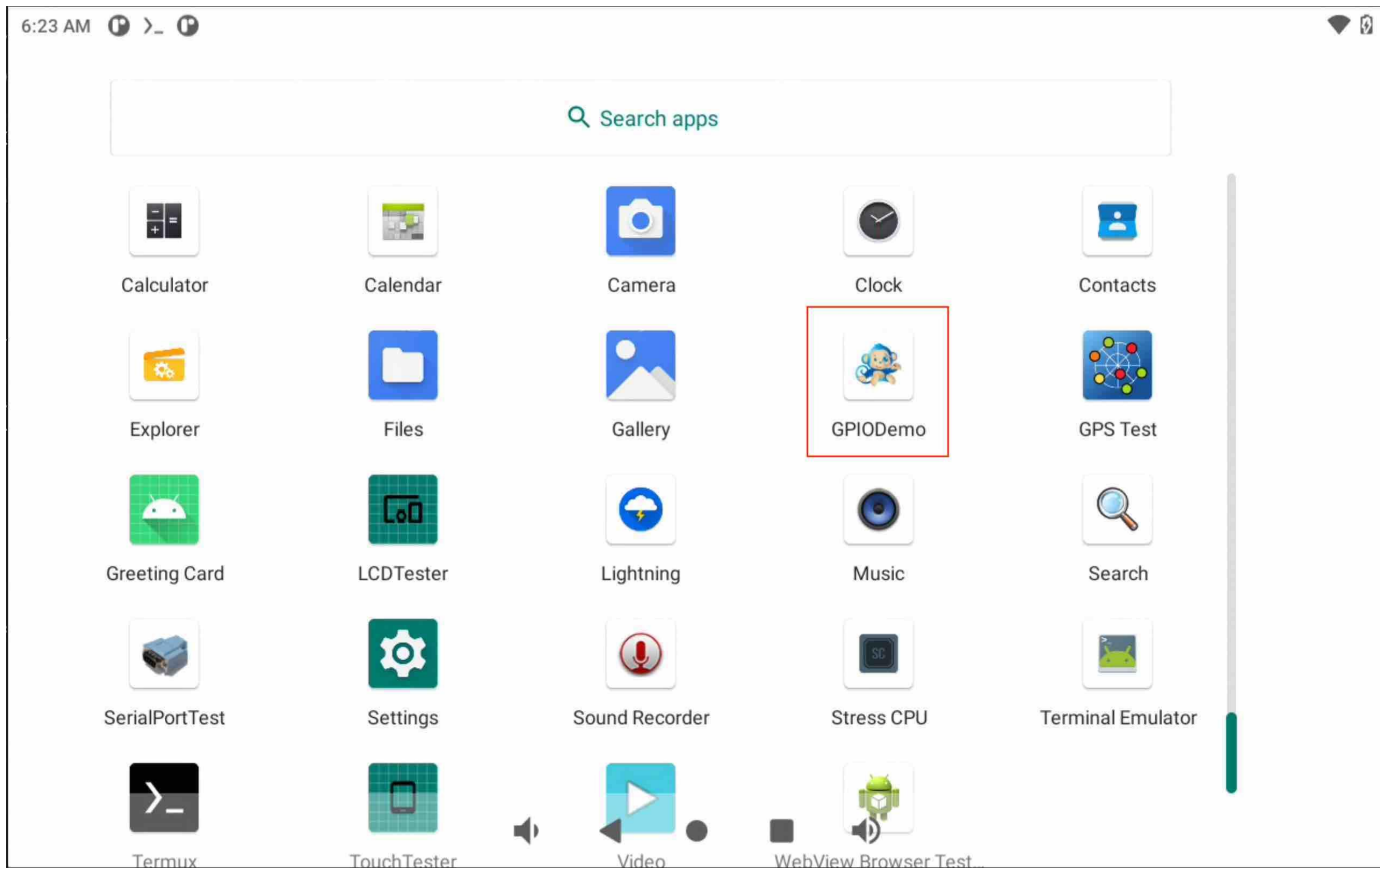 6:23 AM
Search apps
Calculator
Calendar
Camera
Clock
Contacts
Explorer
Files
Gallery
GPIODemo
GPS Test
Greeting Card
LCDTester
Lightning
Music
Search
SC
SerialPortTest
Settings
Sound Recorder
Stress CPU
Terminal Emulator
Termux
TouchTester
Video
WebView Browser Test...